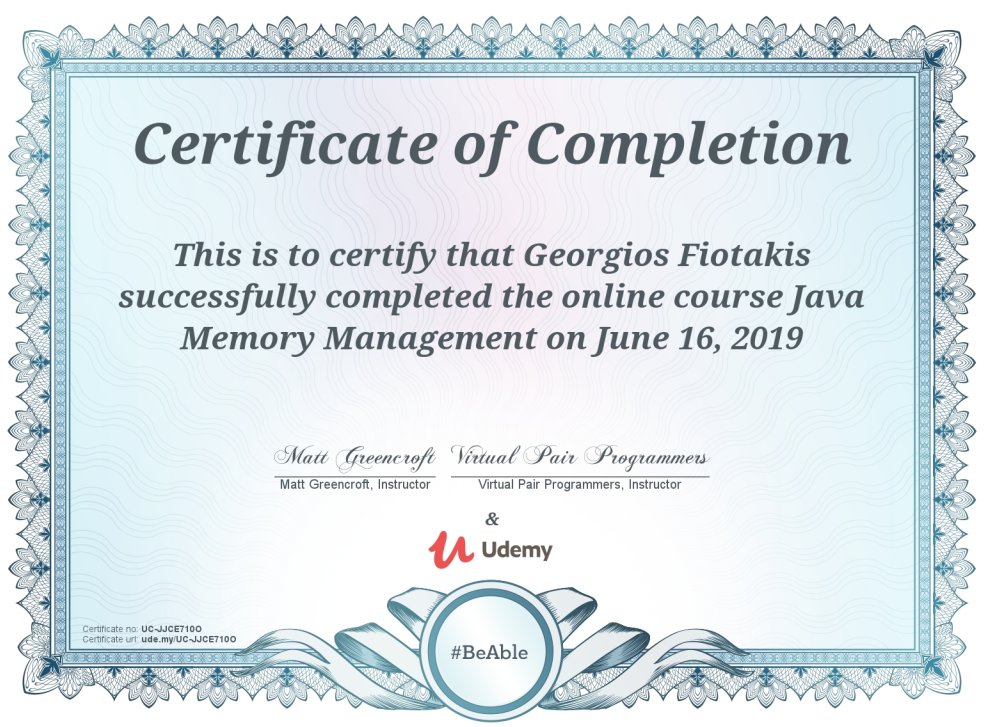 Certificate of Completion
This is to certify that Georgios Fiotakis
successfully completed the online course Java
Memory Management on June 16, 2019
Matt Greencroft Virtual Pair Programmers
Matt Greencroft, Instructor Virtual Pair Programmers, Instructor
&
Udemy
Certificate no: UC-JJCE710O
Certificate url: ude.my/UC-JJCE710O
#BeAble